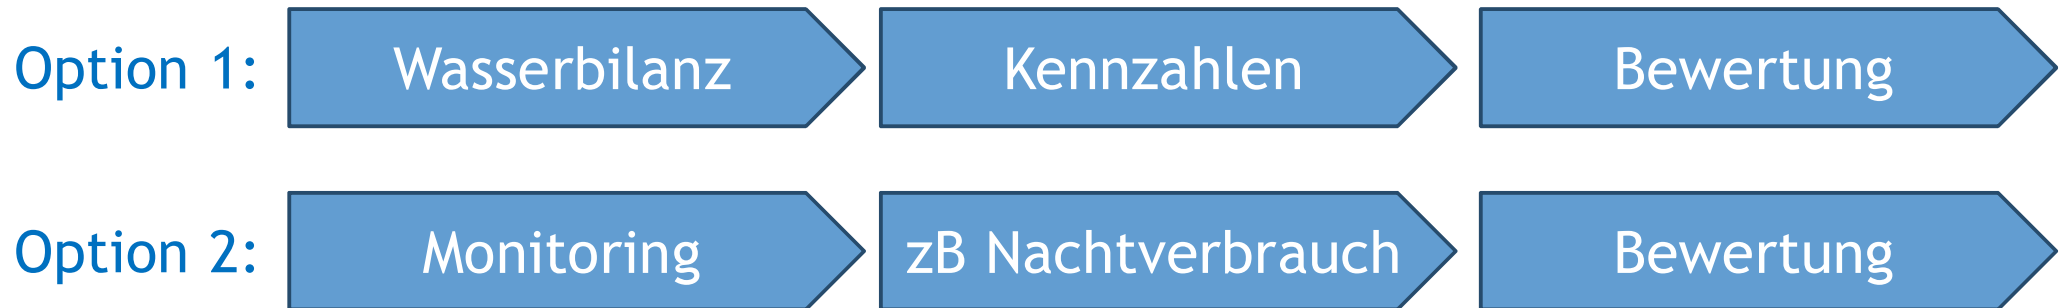 Option 1: Wasserbilanz Kennzahlen Bewertung
Option 2: Monitoring zB Nachtverbrauch Bewertung